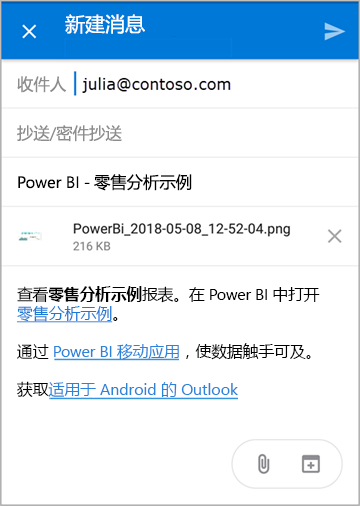 新建消息
收件人 julia@contoso.com
抄送/密件抄送
Power BI - 零售分析示例
PowerBi_2018-05-08_12-52-04.png
216 KB
查看零售分析示例报表。在 Power BI 中打开
零售分析示例。
通过 Power BI 移动应用，使数据触手可及。
获取适用于 Android 的 Outlook